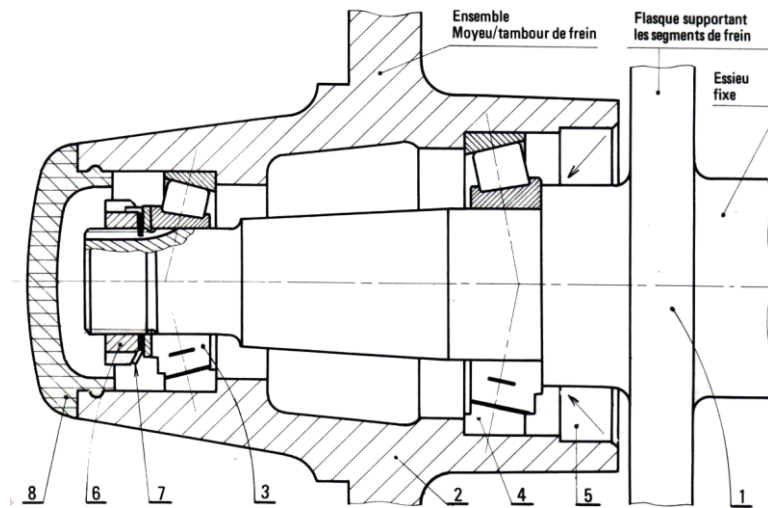 Ensemble
Moyeu/tambour de frein
Flasque supportant
les segments de frein
Essieu
fixe
8 6 7 3 2 4 5 1